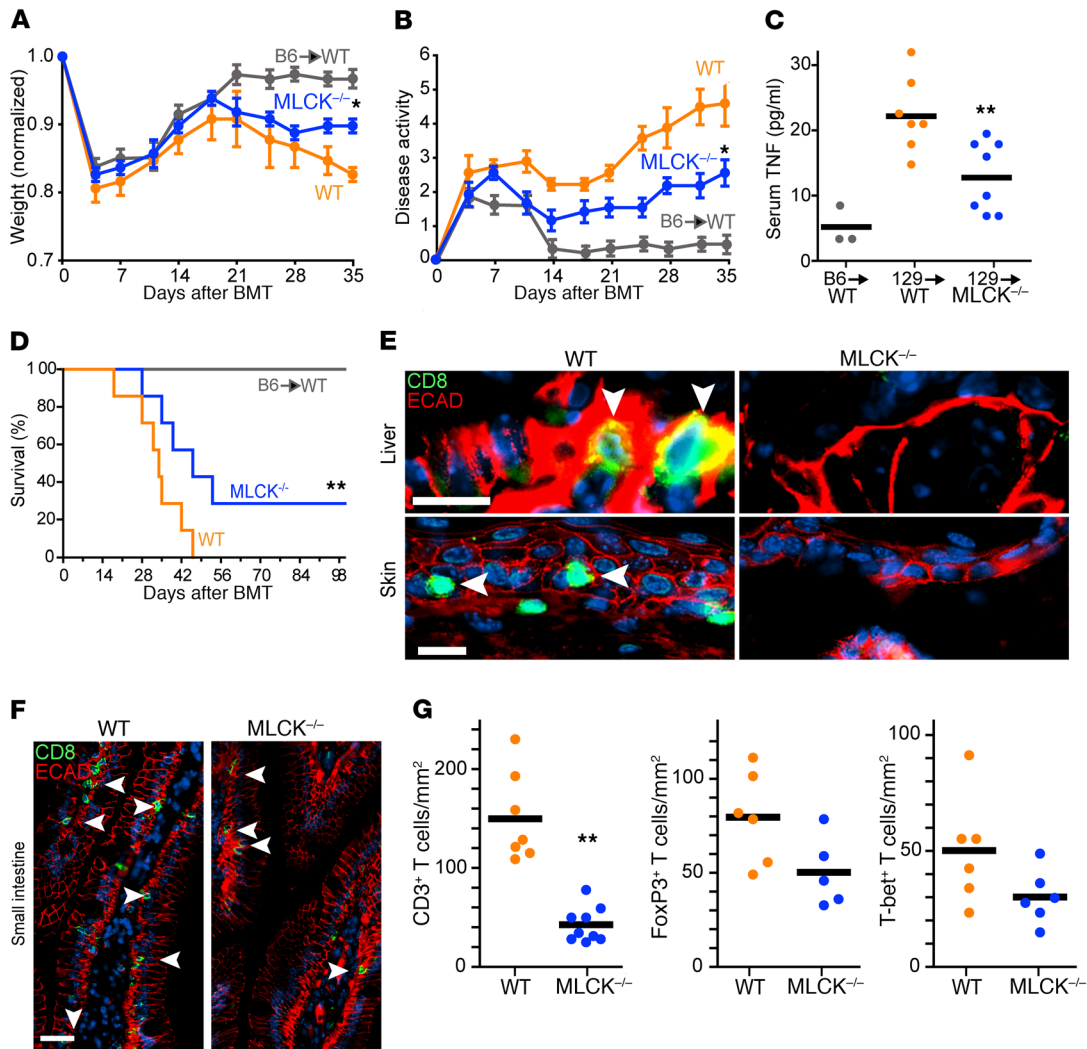 A
Weight (normalized)
1.0
0.9
0.8
0.7
B6→WT
MLCK–/–
*
WT
0 7 14 21 28 35
Days after BMT
B
Disease activity
6
5
4
3
2
1
0
WT
MLCK–/–
*
B6→WT
0 7 14 21 28 35
Days after BMT
C
Serum TNF (pg/ml)
30
20
10
0
**
B6→ 129→ 129→
WT WT MLCK–/–
D
Survival (%)
100
80
60
40
20
0
B6→WT
MLCK-/-
**
WT
0 14 28 42 56 70 84 98
Days after BMT
E
WT MLCK–/–
CD8
ECAD
Liver
Skin
F
WT MLCK–/–
CD8
ECAD
Small intestine
G
CD3+ T cells/mm2
200
100
0
**
WT MLCK–/–
FoxP3+ T cells/mm2
100
50
0
WT MLCK–/–
T-bet+ T cells/mm2
100
50
0
WT MLCK–/–